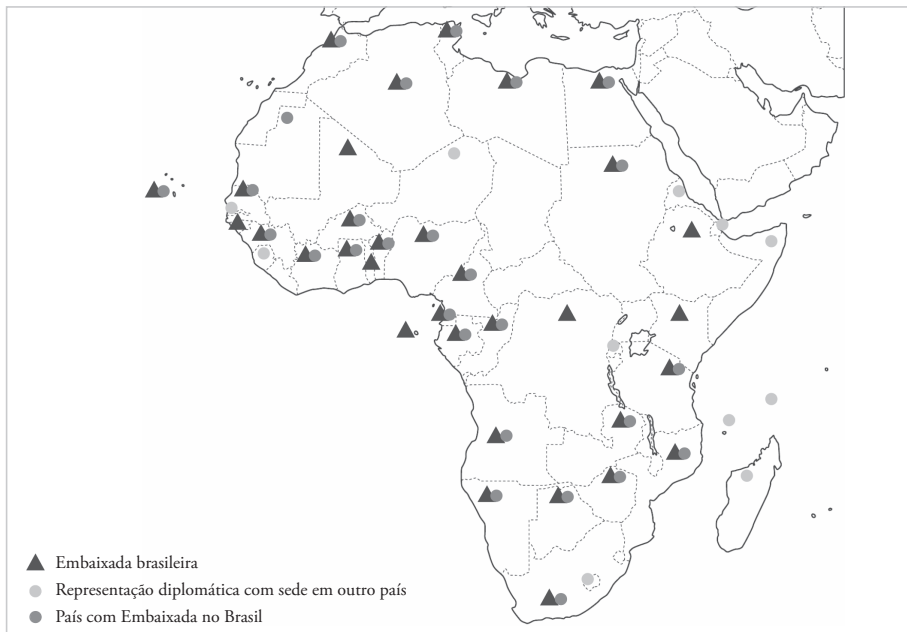 Embaixada brasileira
Representação diplomática com sede em outro país
País com Embaixada no Brasil